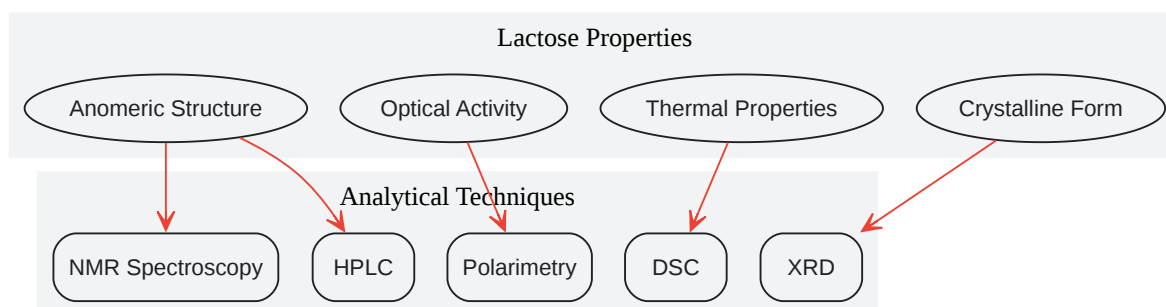 Lactose Properties
Anomeric Structure
Optical Activity
Thermal Properties
Crystalline Form
Analytical Techniques
NMR Spectroscopy
HPLC
Polarimetry
DSC
XRD